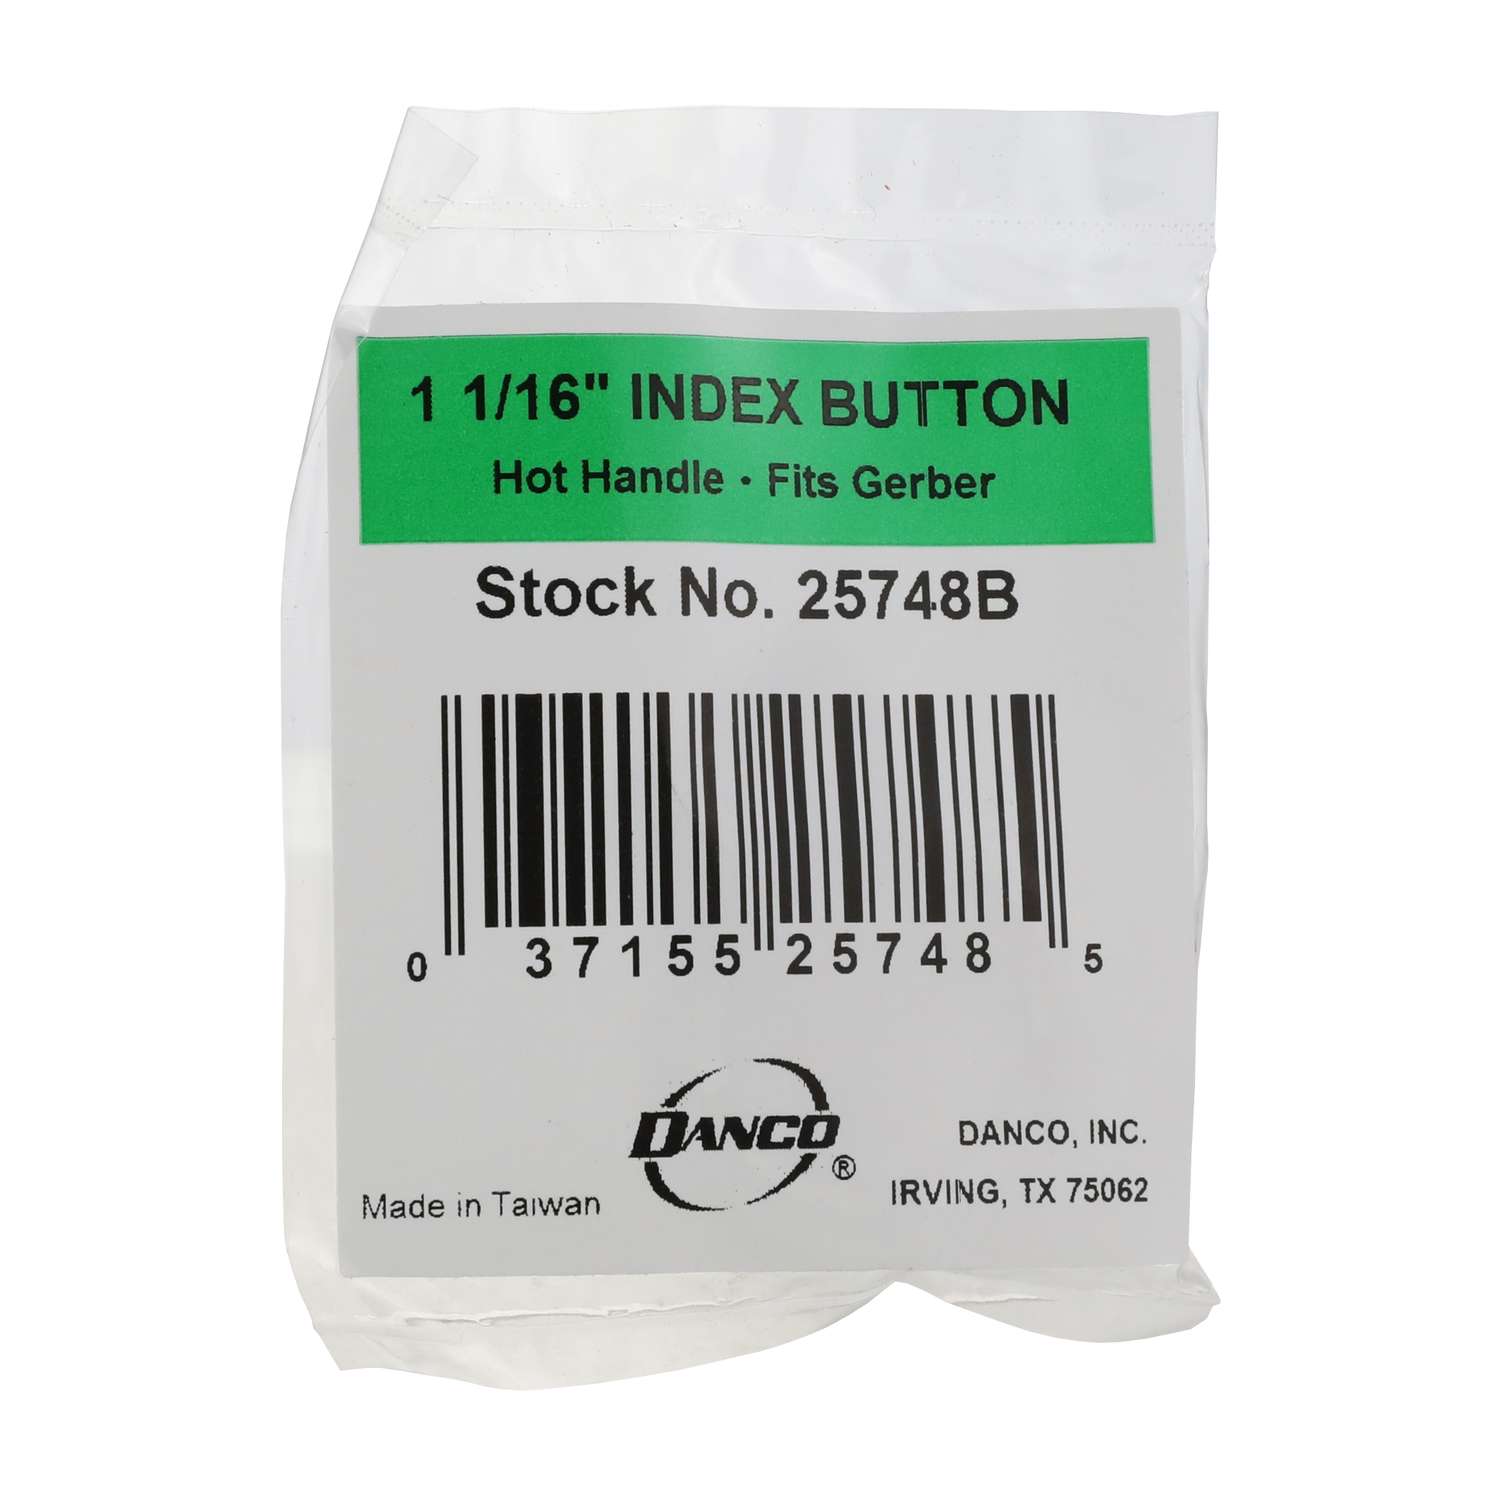 1 1/16" INDEX BUTTON
Hot Handle • Fits Gerber
Stock No. 25748B
0 37155 25748 5
DANCO®
Made in Taiwan
DANCO, INC.
IRVING, TX 75062